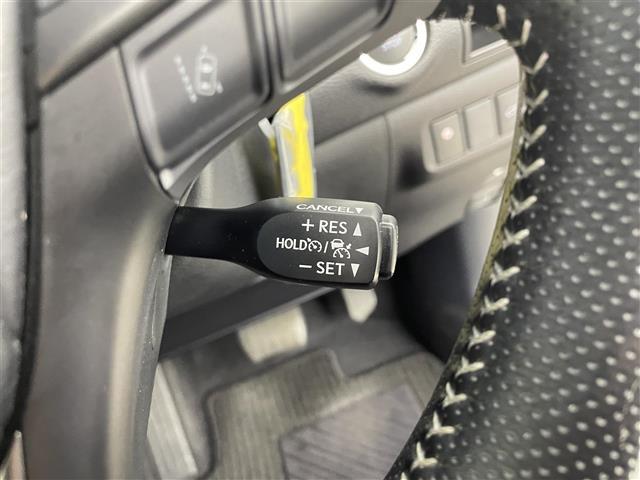 CANCEL▼
+ RES ▲
HOLD / ◀
− SET ▼